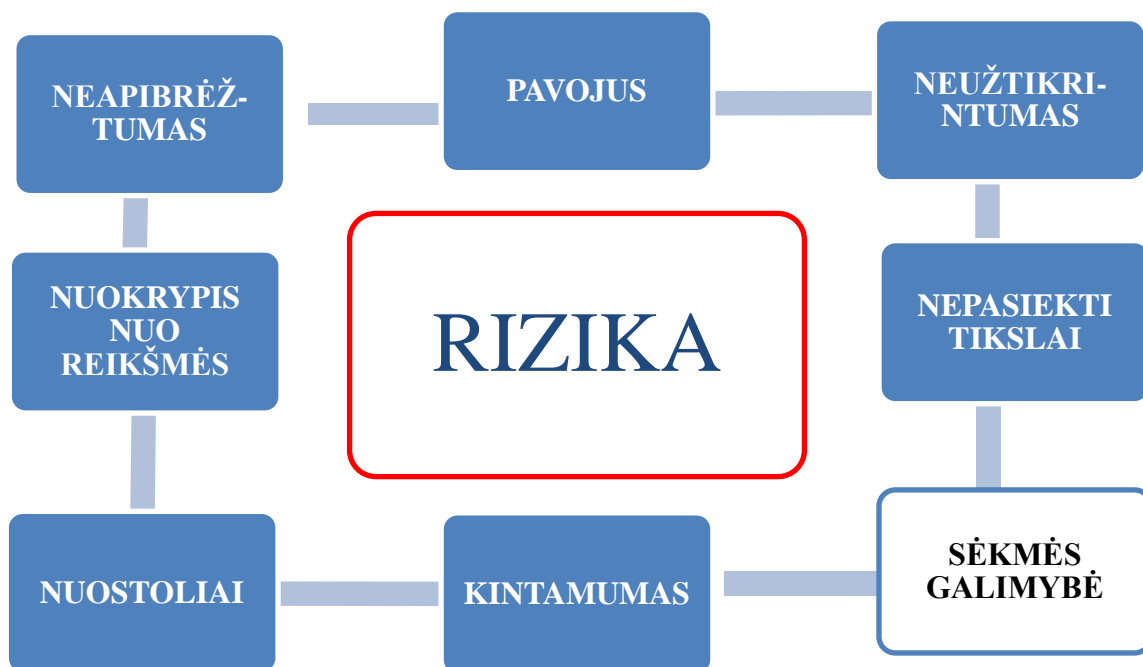 NEAPIBRĖŽ-
TUMAS
PAVOJUS
NEUŽTIKRI-
NTUMAS
NUOKRYPIS
NUO
REIKŠMĖS
RIZIKA
NEPASIEKTI
TIKSLAI
NUOSTOLIAI
KINTAMUMAS
SĖKMĖS
GALIMYBĖ